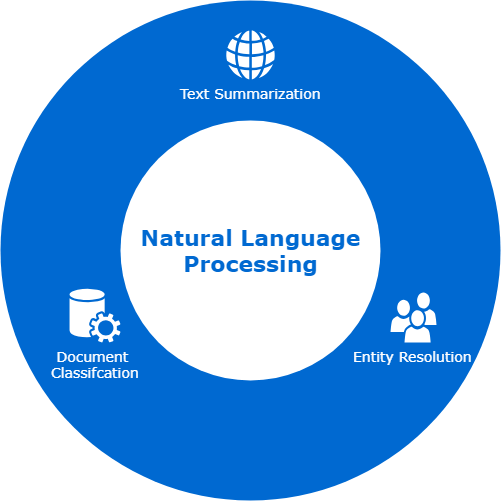 Text Summarization
Natural Language
Processing
Document
Classifcation
Entity Resolution